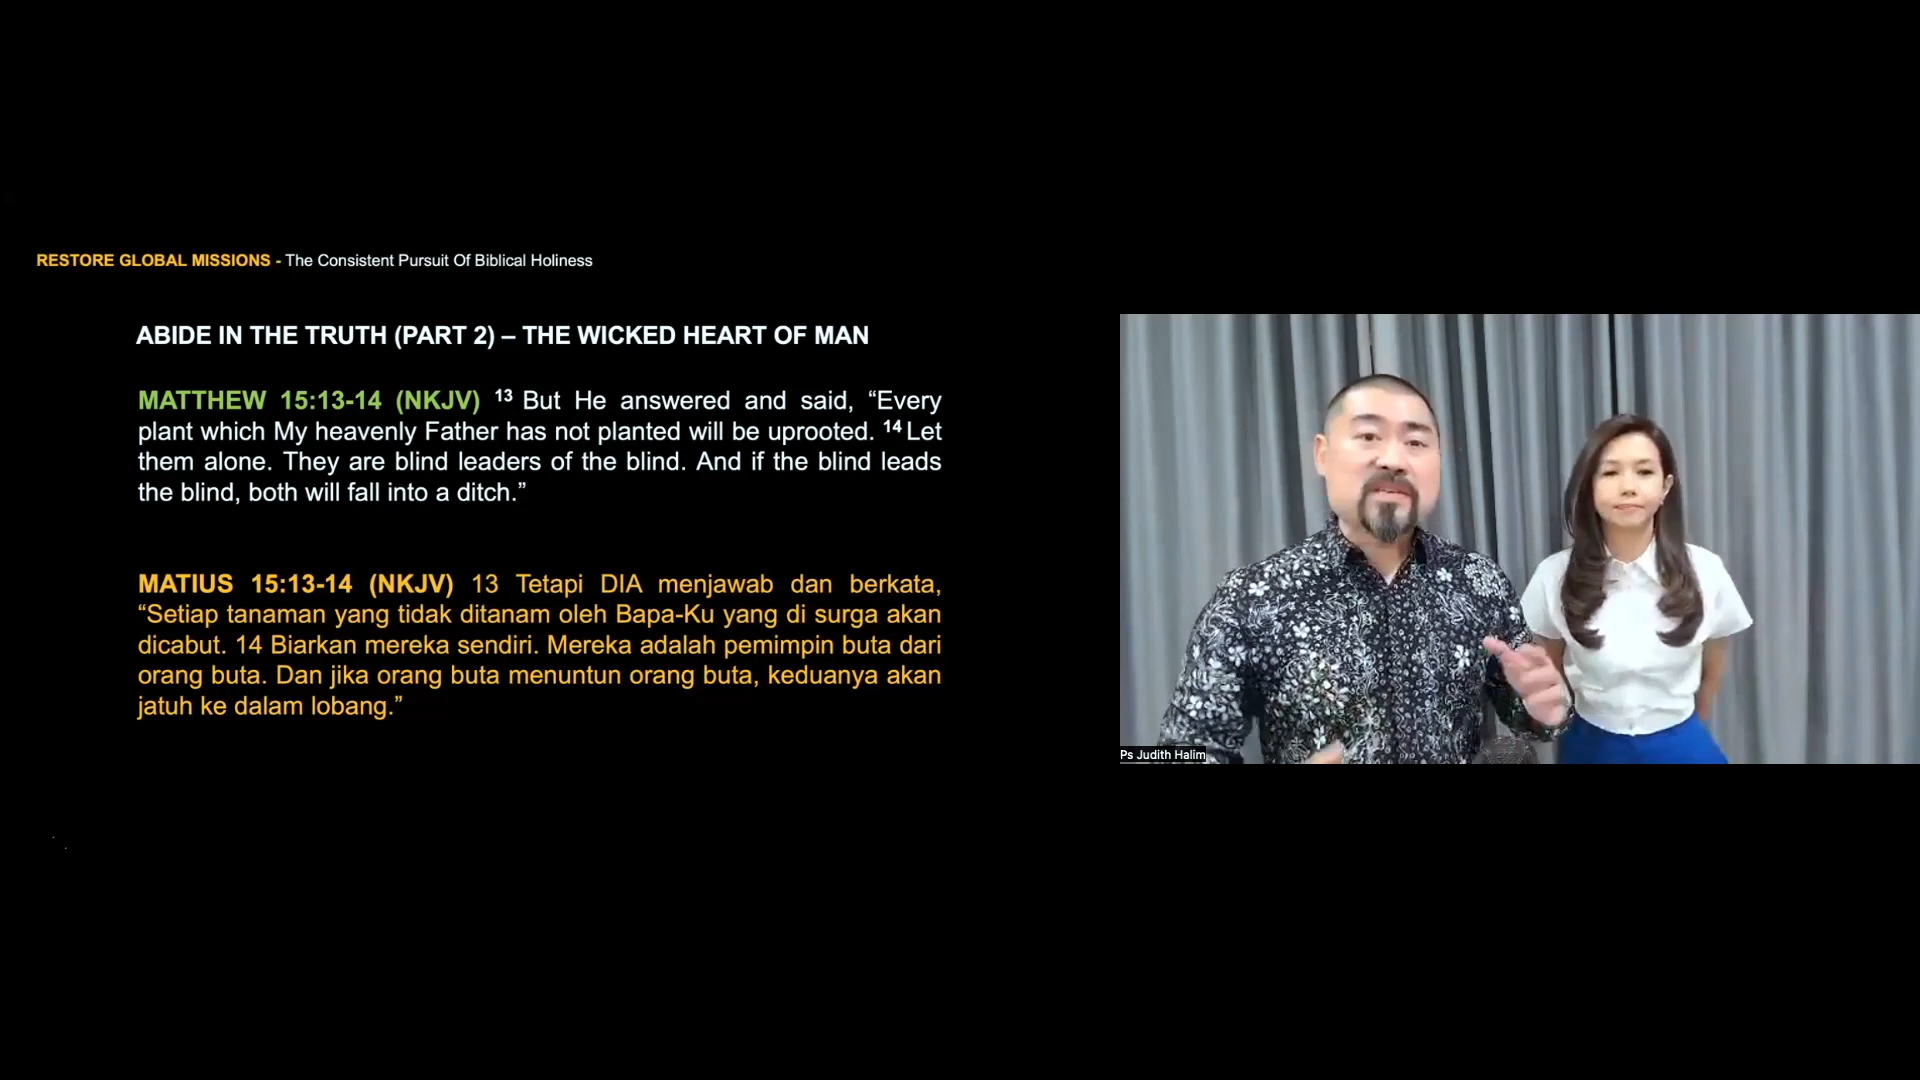 RESTORE GLOBAL MISSIONS - The Consistent Pursuit Of Biblical Holiness
ABIDE IN THE TRUTH (PART 2) – THE WICKED HEART OF MAN
MATTHEW 15:13-14 (NKJV) 13 But He answered and said, “Every
plant which My heavenly Father has not planted will be uprooted. 14 Let
them alone. They are blind leaders of the blind. And if the blind leads
the blind, both will fall into a ditch.”
MATIUS 15:13-14 (NKJV) 13 Tetapi DIA menjawab dan berkata,
“Setiap tanaman yang tidak ditanam oleh Bapa-Ku yang di surga akan
dicabut. 14 Biarkan mereka sendiri. Mereka adalah pemimpin buta dari
orang buta. Dan jika orang buta menuntun orang buta, keduanya akan
jatuh ke dalam lobang.”
Ps Judith Halim